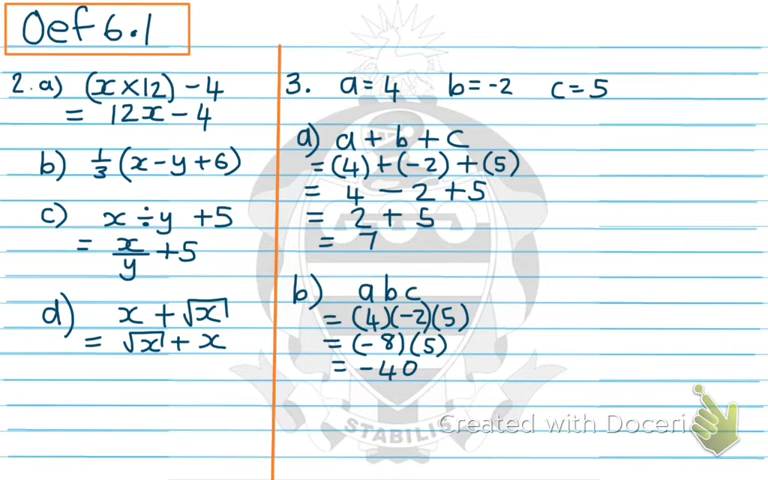 Oef 6.1
2. a) (x × 12) - 4
= 12x - 4
b) 1/3 (x - y + 6)
c) x ÷ y + 5
= x/y + 5
d) x + √x
= √x + x
3. a = 4 b = -2 c = 5
a) a + b + c
= (4) + (-2) + (5)
= 4 - 2 + 5
= 2 + 5
= 7
b) a b c
= (4)(-2)(5)
= (-8)(5)
= -40
Created with Doceri
STABILI